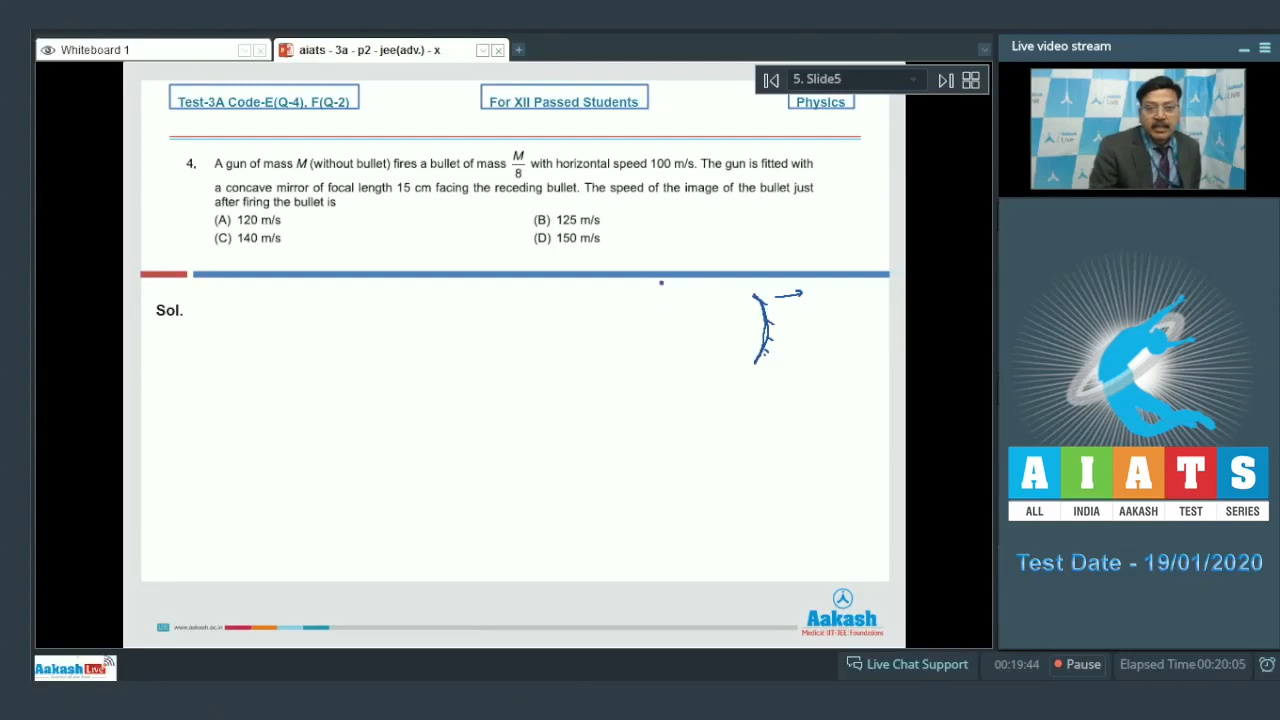 Whiteboard 1
aiats - 3a - p2 - jee(adv.) - x
Live video stream
5. Slide5
Test-3A Code-E(Q-4), F(Q-2)
For XII Passed Students
Physics
4. A gun of mass M (without bullet) fires a bullet of mass M/8 with horizontal speed 100 m/s. The gun is fitted with
a concave mirror of focal length 15 cm facing the receding bullet. The speed of the image of the bullet just
after firing the bullet is
(A) 120 m/s (B) 125 m/s
(C) 140 m/s (D) 150 m/s
Sol.
A I A T S
ALL INDIA AAKASH TEST SERIES
Test Date - 19/01/2020
www.aakash.ac.in
Aakash
Medical|IIT-JEE|Foundations
Aakash Live
Live Chat Support
00:19:44
Pause
Elapsed Time 00:20:05